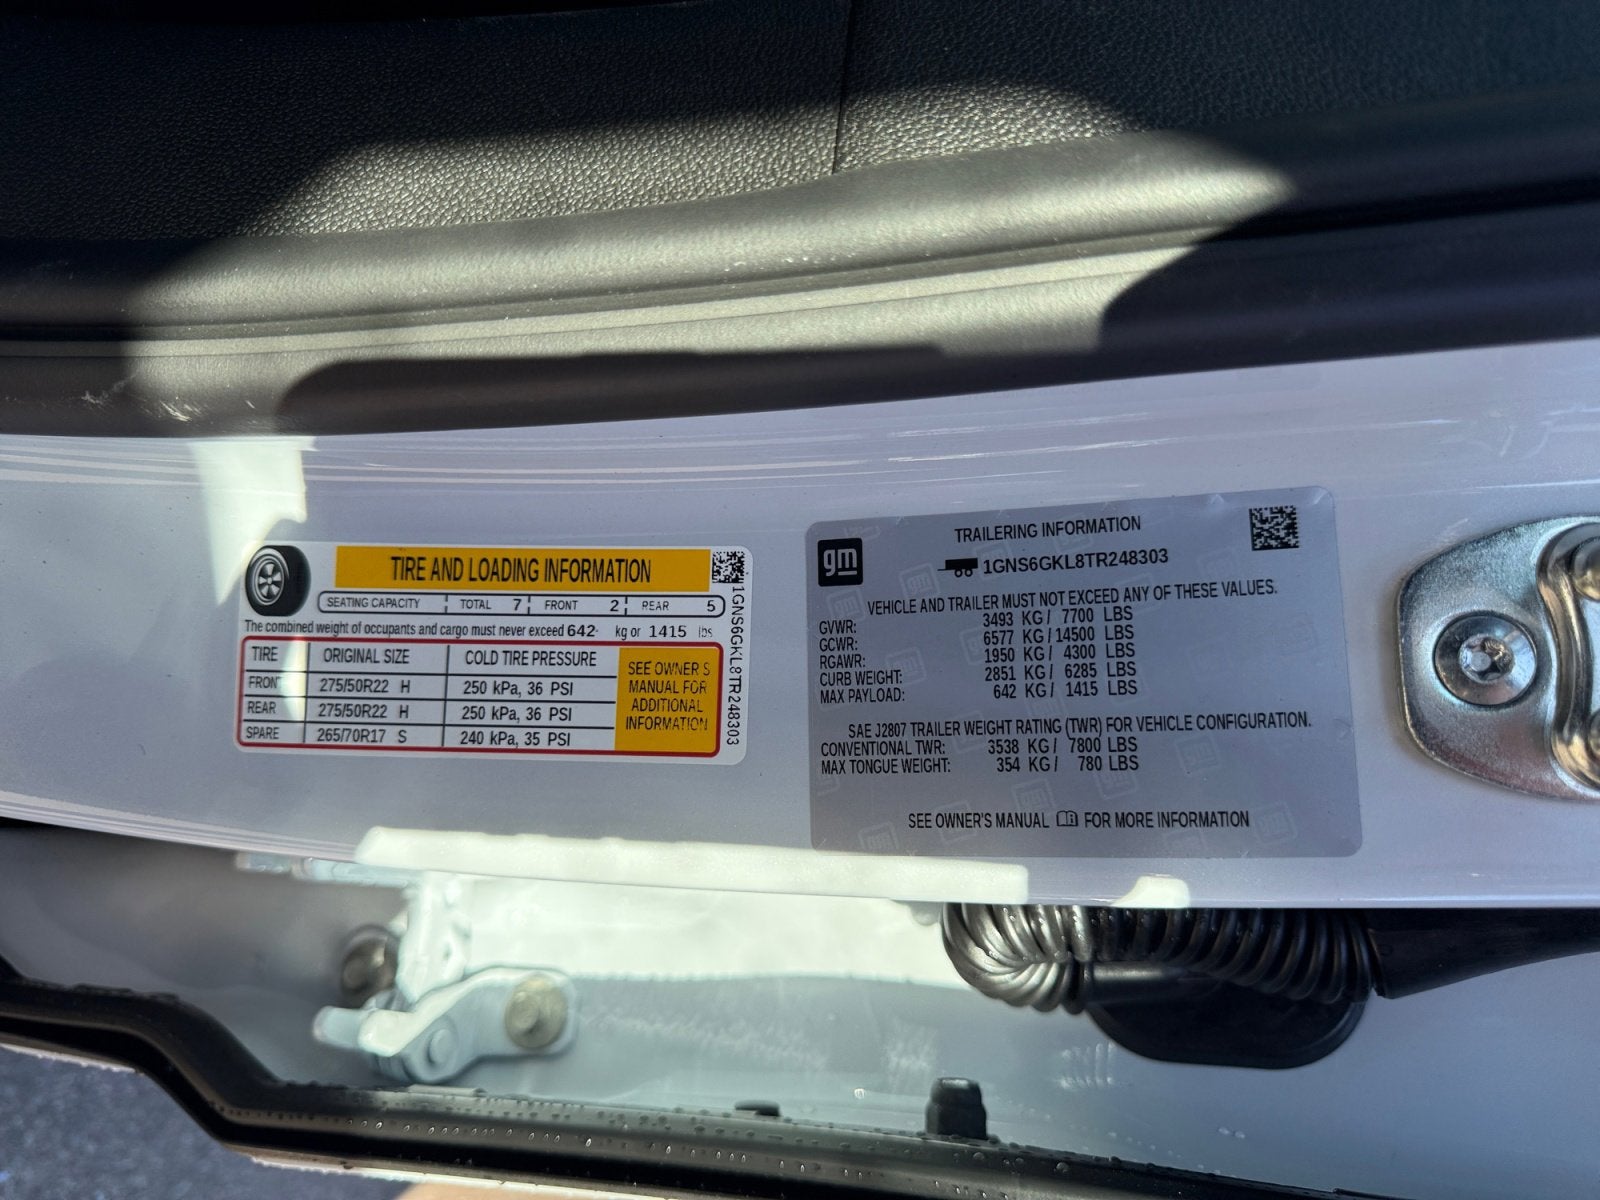 TIRE AND LOADING INFORMATION
SEATING CAPACITY TOTAL 7 FRONT 2 REAR 5
The combined weight of occupants and cargo must never exceed 642 kg or 1415 lbs
TIRE ORIGINAL SIZE COLD TIRE PRESSURE
FRONT 275/50R22 H 250 kPa, 36 PSI
REAR 275/50R22 H 250 kPa, 36 PSI
SPARE 265/70R17 S 240 kPa, 35 PSI
SEE OWNER'S
MANUAL FOR
ADDITIONAL
INFORMATION
1GNS6GKL8TR248303
gm
TRAILERING INFORMATION
1GNS6GKL8TR248303
VEHICLE AND TRAILER MUST NOT EXCEED ANY OF THESE VALUES.
GVWR: 3493 KG / 7700 LBS
GCWR: 6577 KG / 14500 LBS
RGAWR: 1950 KG / 4300 LBS
CURB WEIGHT: 2851 KG / 6285 LBS
MAX PAYLOAD: 642 KG / 1415 LBS
SAE J2807 TRAILER WEIGHT RATING (TWR) FOR VEHICLE CONFIGURATION.
CONVENTIONAL TWR: 3538 KG / 7800 LBS
MAX TONGUE WEIGHT: 354 KG / 780 LBS
SEE OWNER'S MANUAL FOR MORE INFORMATION